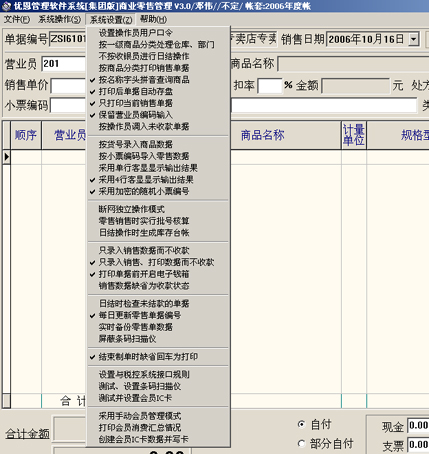 优恩管理软件系统[集团版]商业零售管理 V3.0/邓伟//不定/ 帐套:2006年度帐
文件(F) 系统操作(S) 系统设置(Z) 帮助(H)
单据编号 ZSI6101 专卖店专卖 销售日期 2006年10月16日
营业员 201 商品名称
销售单价 扣率 % 金额 元 处方
小票编码
顺序 营业员 商品名称 计量单位 规格型
设置操作员用户口令
按一级商品分类处理仓库、部门
不按收银员进行日结操作
按商品分类打印销售单据
按名称字头拼音查询商品
打印后单据自动存盘
只打印当前销售单据
保留营业员编码输入
按操作员调入未收款单据
按货号录入商品数据
按小票编码导入零售数据
采用单行客显显示输出结果
采用4行客显显示输出结果
采用加密的随机小票编号
断网独立操作模式
零售销售时实行批号核算
日结操作时生成库存台帐
只录入销售数据而不收款
只录入销售、打印数据而不收款
打印单据前开启电子钱箱
销售数据缺省为收款状态
日结时检查未结款的单据
每日更新零售单据编号
实时备份零售单数据
屏蔽条码扫描仪
结束制单时缺省回车为打印
设置与税控系统接口规则
测试、设置条码扫描仪
测试并设置会员IC卡
采用手动会员管理模式
打印会员消费汇总情况
创建会员IC卡数据并写卡
合 计
合计金额 0.00
自付 现金 0.00
部分自付 支票 0.00